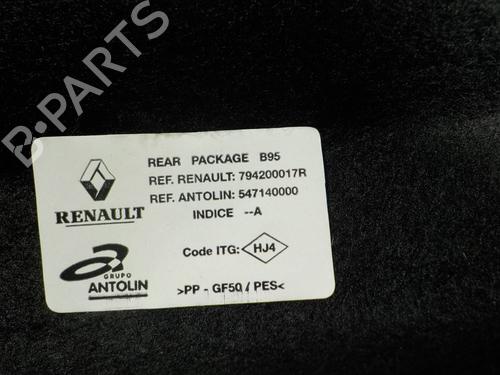 B-PARTS
REAR PACKAGE B95
REF. RENAULT: 794200017R
REF. ANTOLIN: 547140000
INDICE --A
RENAULT
Code ITG: HJ4
GRUPO
ANTOLIN
>PP - GF50 / PES<